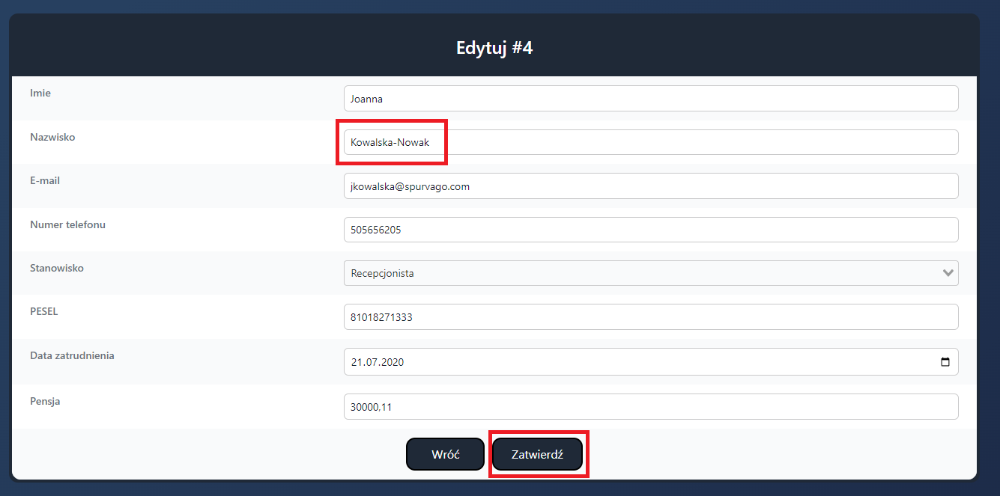 Edytuj #4
Imie
Joanna
Nazwisko
Kowalska-Nowak
E-mail
jkowalska@spurvago.com
Numer telefonu
505656205
Stanowisko
Recepcjonista
PESEL
81018271333
Data zatrudnienia
21.07.2020
Pensja
30000,11
Wróć
Zatwierdź